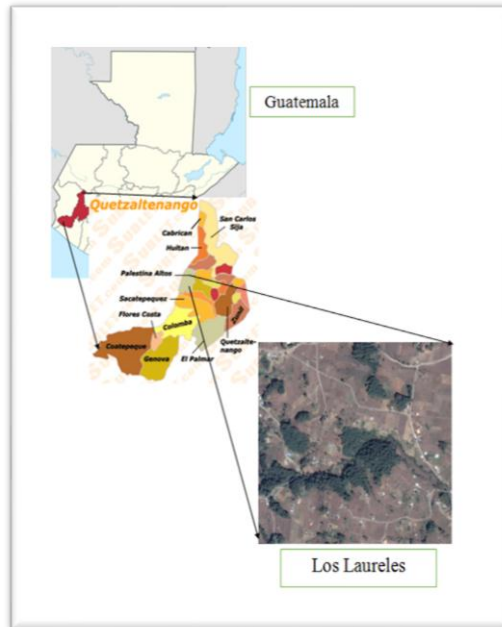 Guatemala
Quetzaltenango
San Carlos
Sija
Cabrican
Huitan
Palestina Altos
Sacatepequez
Flores Costa
Colomba
Zunil
Coatepeque
Genova
El Palmar
Quetzalte-
nango
Los Laureles